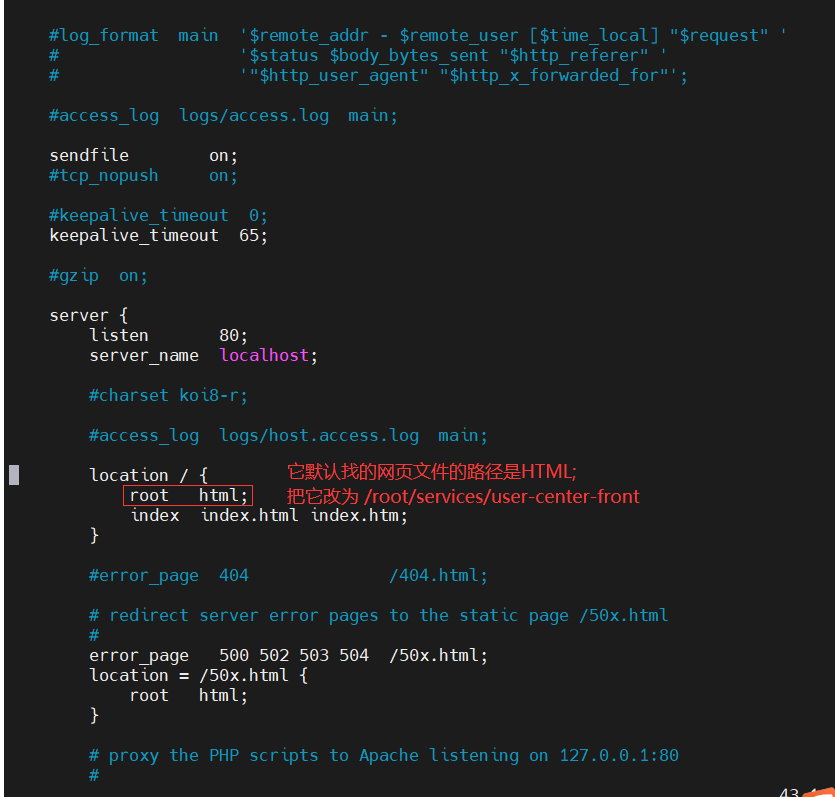 #log_format  main  '$remote_addr - $remote_user [$time_local] "$request" '
#                  '$status $body_bytes_sent "$http_referer" '
#                  '"$http_user_agent" "$http_x_forwarded_for"';
#access_log  logs/access.log  main;
sendfile        on;
#tcp_nopush     on;
#keepalive_timeout  0;
keepalive_timeout  65;
#gzip  on;
server {
listen       80;
server_name  localhost;
#charset koi8-r;
#access_log  logs/host.access.log  main;
location / {
它默认找的网页文件的路径是HTML;
root   html;
把它改为 /root/services/user-center-front
index  index.html index.htm;
}
#error_page  404              /404.html;
# redirect server error pages to the static page /50x.html
#
error_page   500 502 503 504  /50x.html;
location = /50x.html {
root   html;
}
# proxy the PHP scripts to Apache listening on 127.0.0.1:80
#